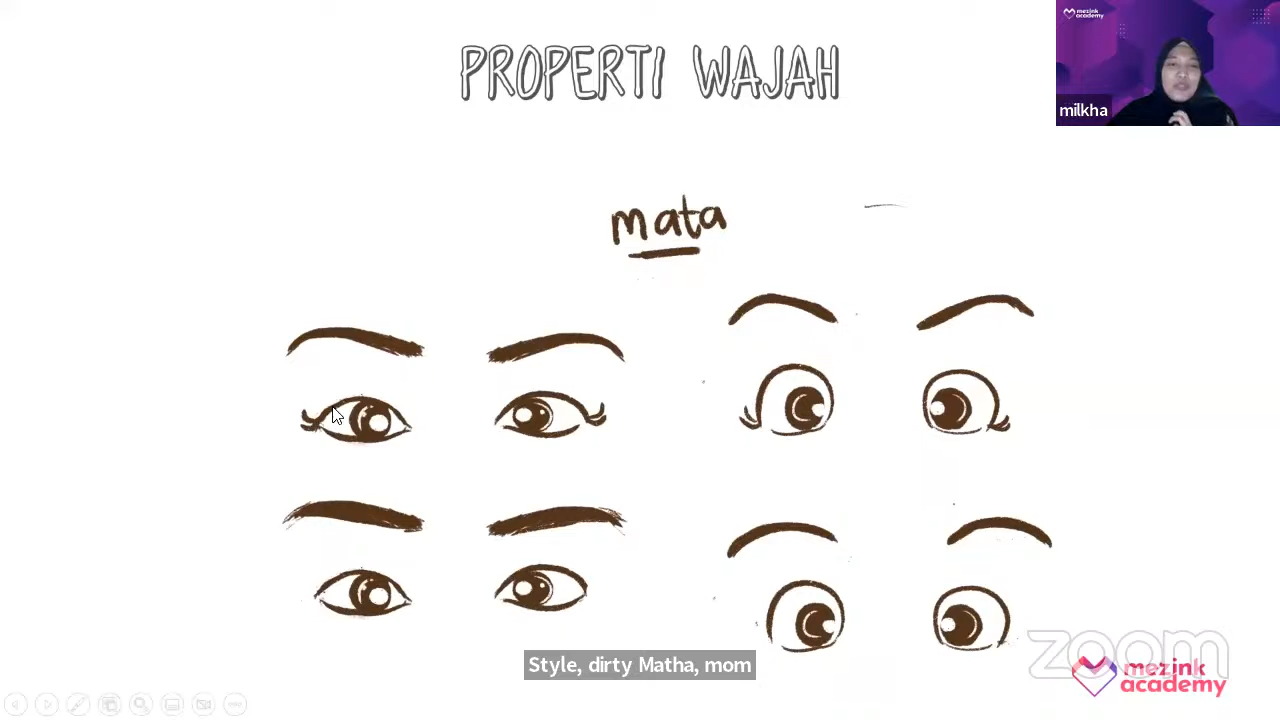 PROPERTI WAJAH
mezink
academy
milkha
mata
Style, dirty Matha, mom
zoom
mezink
academy